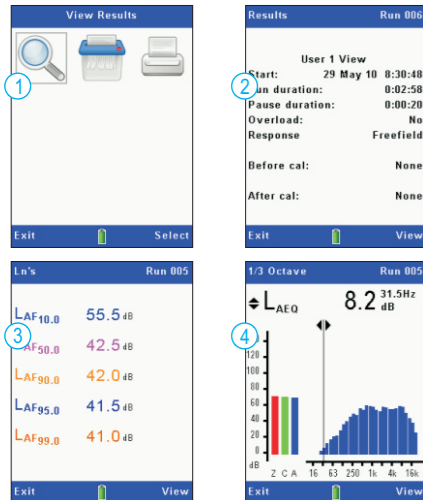 View Results
1
Exit Select
Results Run 006
User 1 View
Start: 29 May 10 8:30:48
2
un duration: 0:02:58
Pause duration: 0:00:20
Overload: No
Response Freefield
Before cal: None
After cal: None
Exit View
Ln's Run 005
LAF10.0 55.5 dB
3
AF50.0 42.5 dB
LAF90.0 42.0 dB
LAF95.0 41.5 dB
LAF99.0 41.0 dB
Exit View
1/3 Octave Run 005
LAEQ 8.2 31.5Hz dB
4
120
100
80
60
40
20
0
dB
Z C A 16 63 250 1k 4k 16k
Exit View